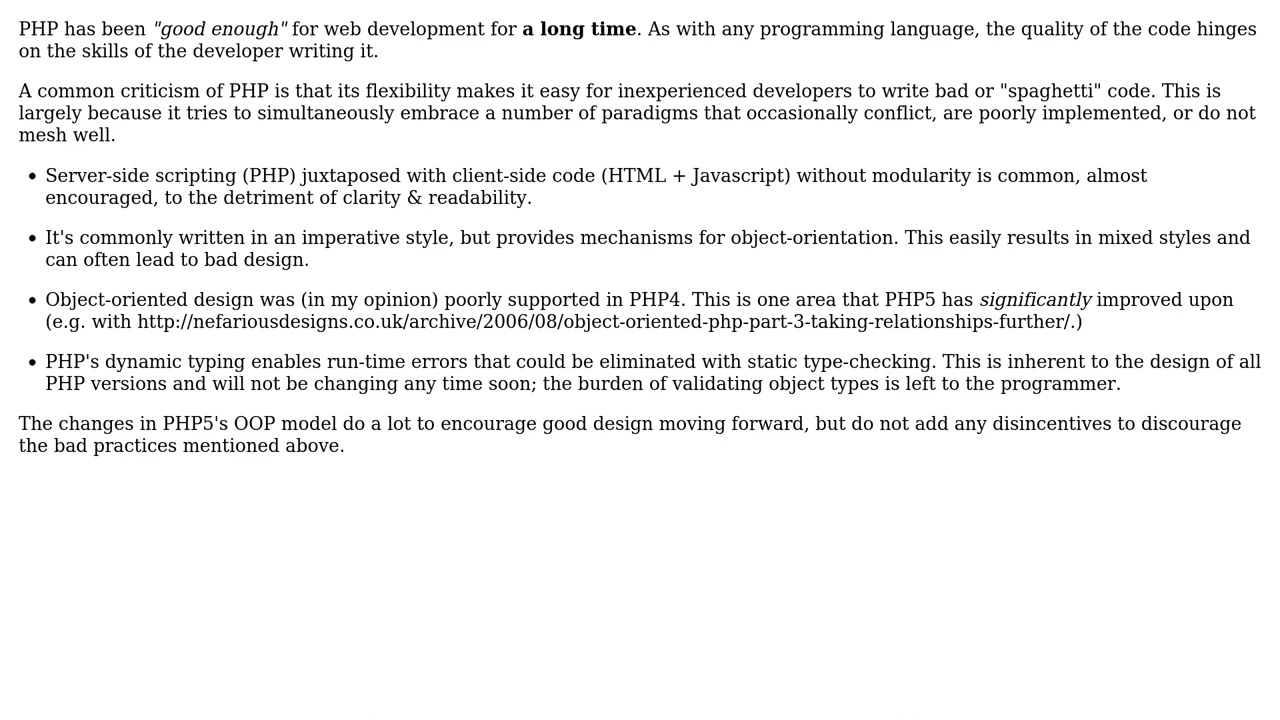 PHP has been "good enough" for web development for a long time. As with any programming language, the quality of the code hinges
on the skills of the developer writing it.
A common criticism of PHP is that its flexibility makes it easy for inexperienced developers to write bad or "spaghetti" code. This is
largely because it tries to simultaneously embrace a number of paradigms that occasionally conflict, are poorly implemented, or do not
mesh well.
• Server-side scripting (PHP) juxtaposed with client-side code (HTML + Javascript) without modularity is common, almost
encouraged, to the detriment of clarity & readability.
• It's commonly written in an imperative style, but provides mechanisms for object-orientation. This easily results in mixed styles and
can often lead to bad design.
• Object-oriented design was (in my opinion) poorly supported in PHP4. This is one area that PHP5 has significantly improved upon
(e.g. with http://nefariousdesigns.co.uk/archive/2006/08/object-oriented-php-part-3-taking-relationships-further/.)
• PHP's dynamic typing enables run-time errors that could be eliminated with static type-checking. This is inherent to the design of all
PHP versions and will not be changing any time soon; the burden of validating object types is left to the programmer.
The changes in PHP5's OOP model do a lot to encourage good design moving forward, but do not add any disincentives to discourage
the bad practices mentioned above.